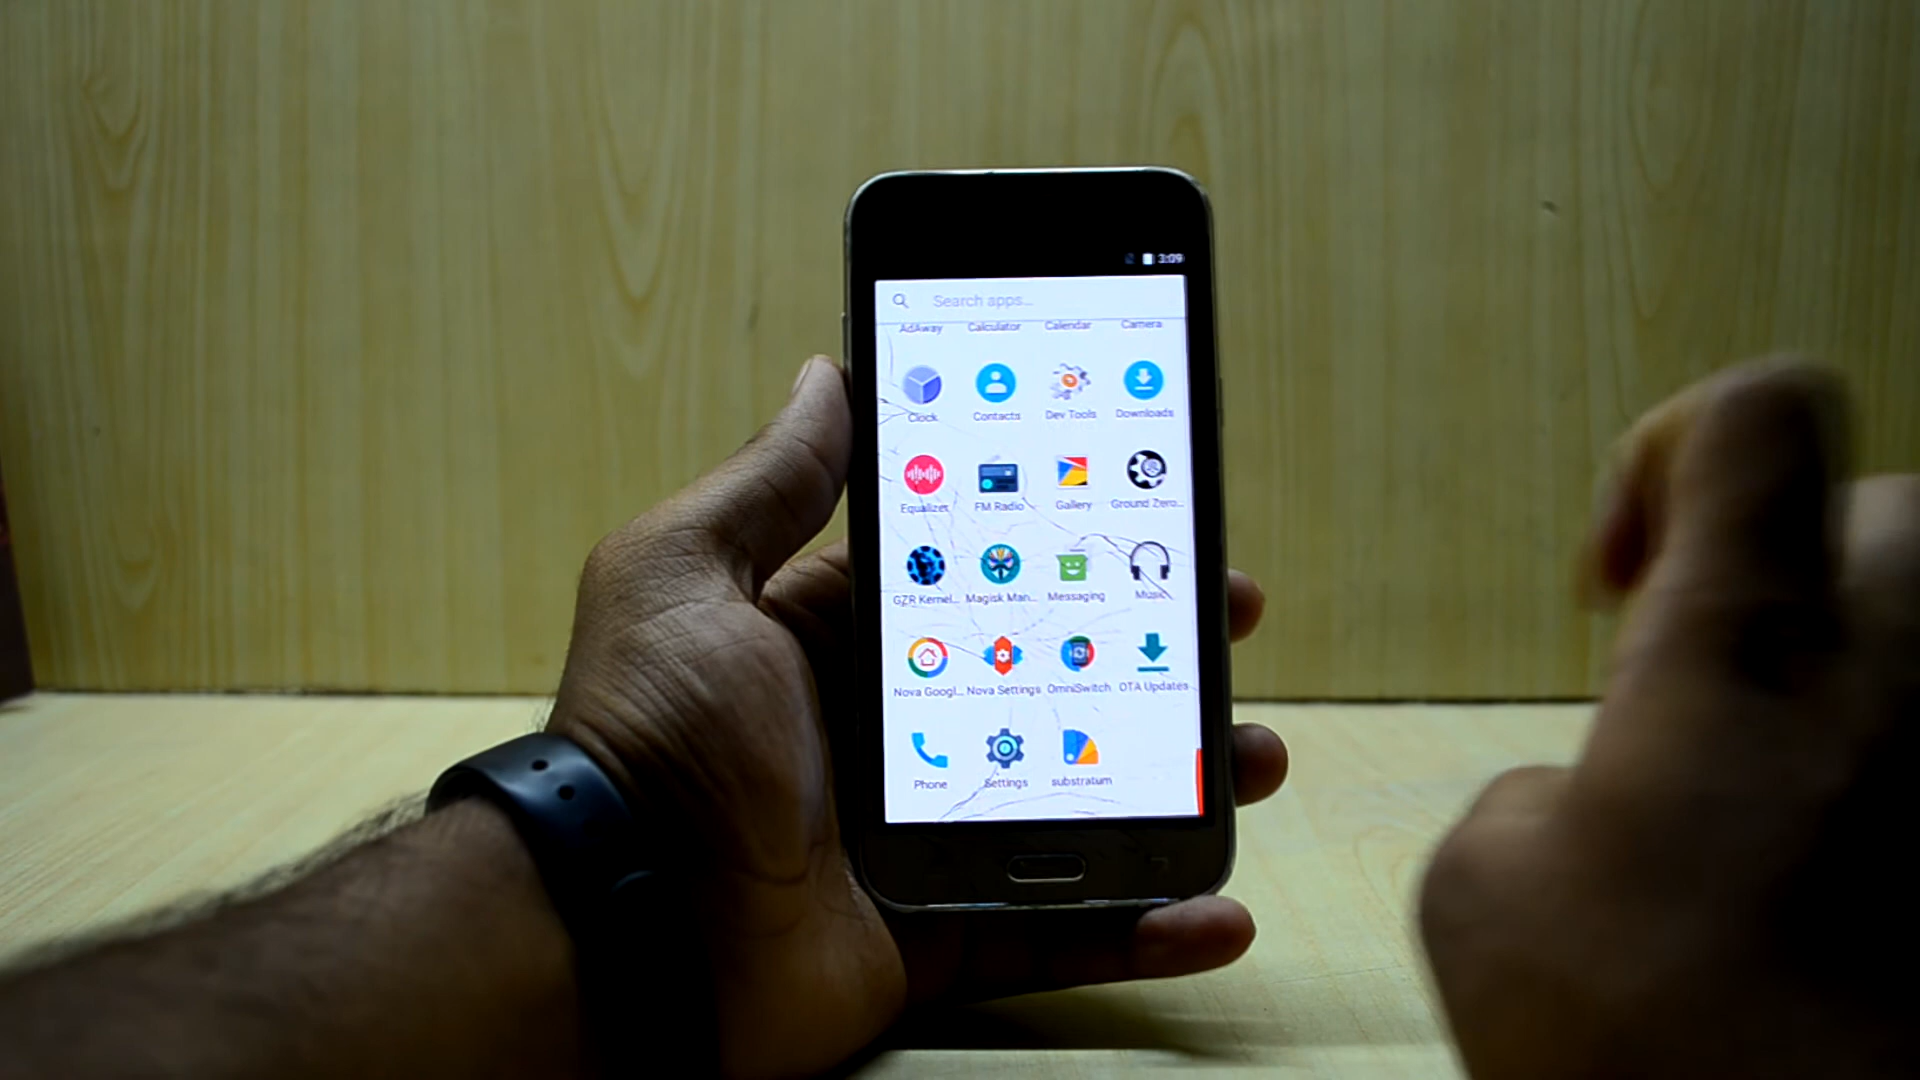 3:09
Search apps...
AdAway Calculator Calendar Camera
Clock Contacts Dev Tools Downloads
Equalizer FM Radio Gallery Ground Zero...
GZR Kernel... Magisk Man... Messaging Music
Nova Googl... Nova Settings OmniSwitch OTA Updates
Phone Settings substratum